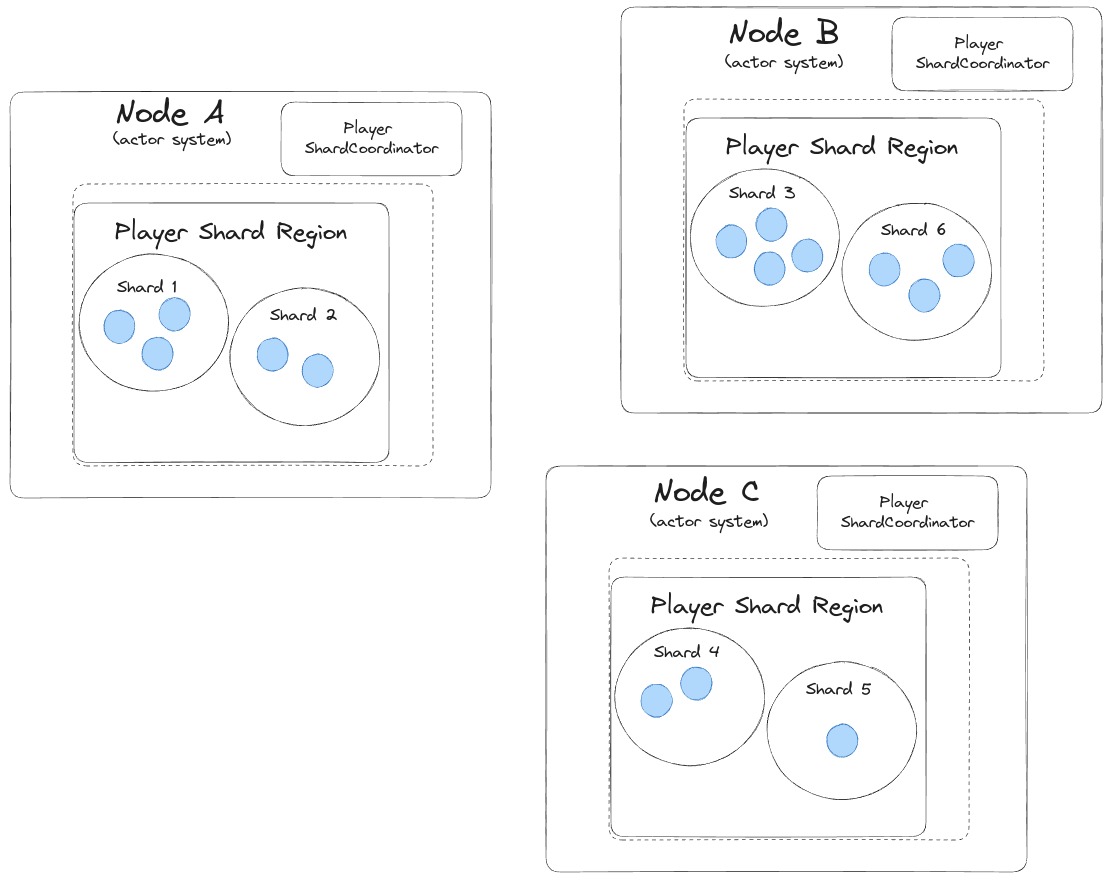 Node A
(actor system)
Player
ShardCoordinator
Player Shard Region
Shard 1
Shard 2
Node B
(actor system)
Player
ShardCoordinator
Player Shard Region
Shard 3
Shard 6
Node C
(actor system)
Player
ShardCoordinator
Player Shard Region
Shard 4
Shard 5